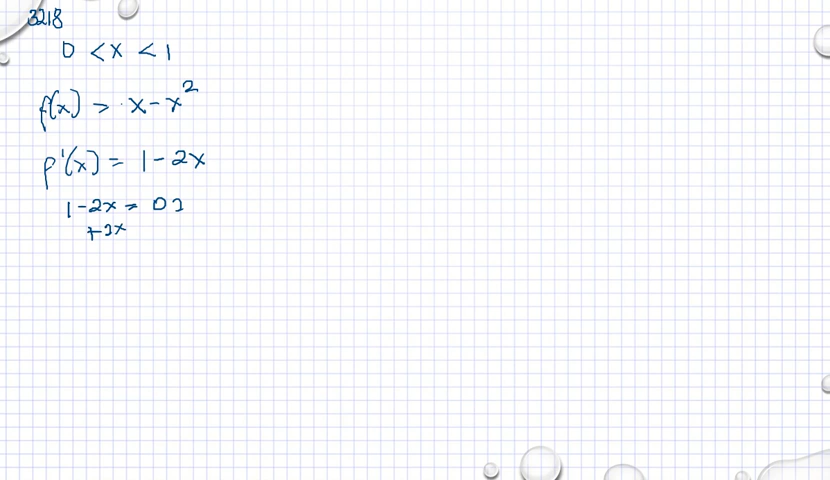 3218
0 < x < 1
f(x) = x - x²
f'(x) = 1 - 2x
1 - 2x = 0
+2x